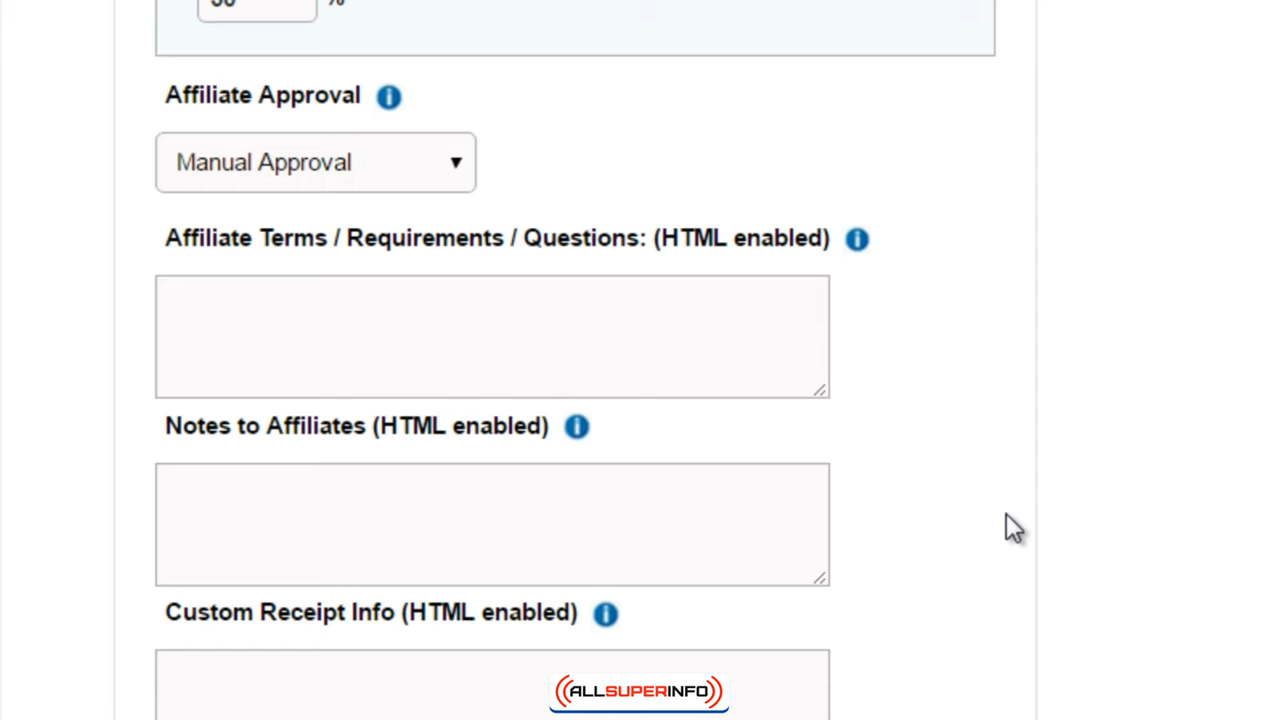 %
Affiliate Approval
Manual Approval
Affiliate Terms / Requirements / Questions: (HTML enabled)
Notes to Affiliates (HTML enabled)
Custom Receipt Info (HTML enabled)
ALLSUPERINFO